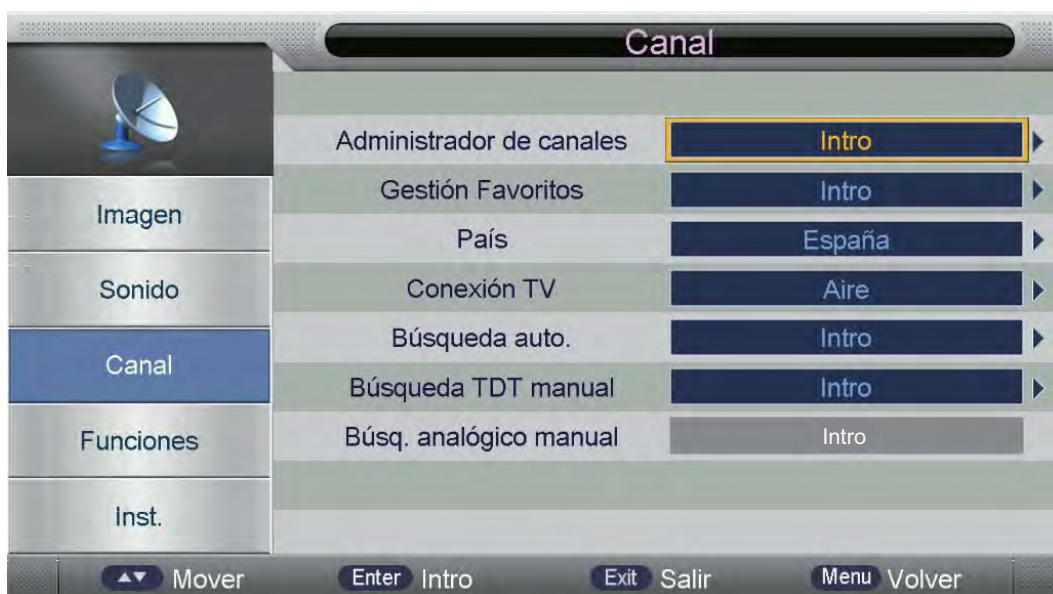 Canal
Administrador de canales Intro
Gestión Favoritos Intro
País España
Conexión TV Aire
Búsqueda auto. Intro
Búsqueda TDT manual Intro
Búsq. analógico manual Intro
Imagen
Sonido
Canal
Funciones
Inst.
Mover Enter Intro Exit Salir Menu Volver